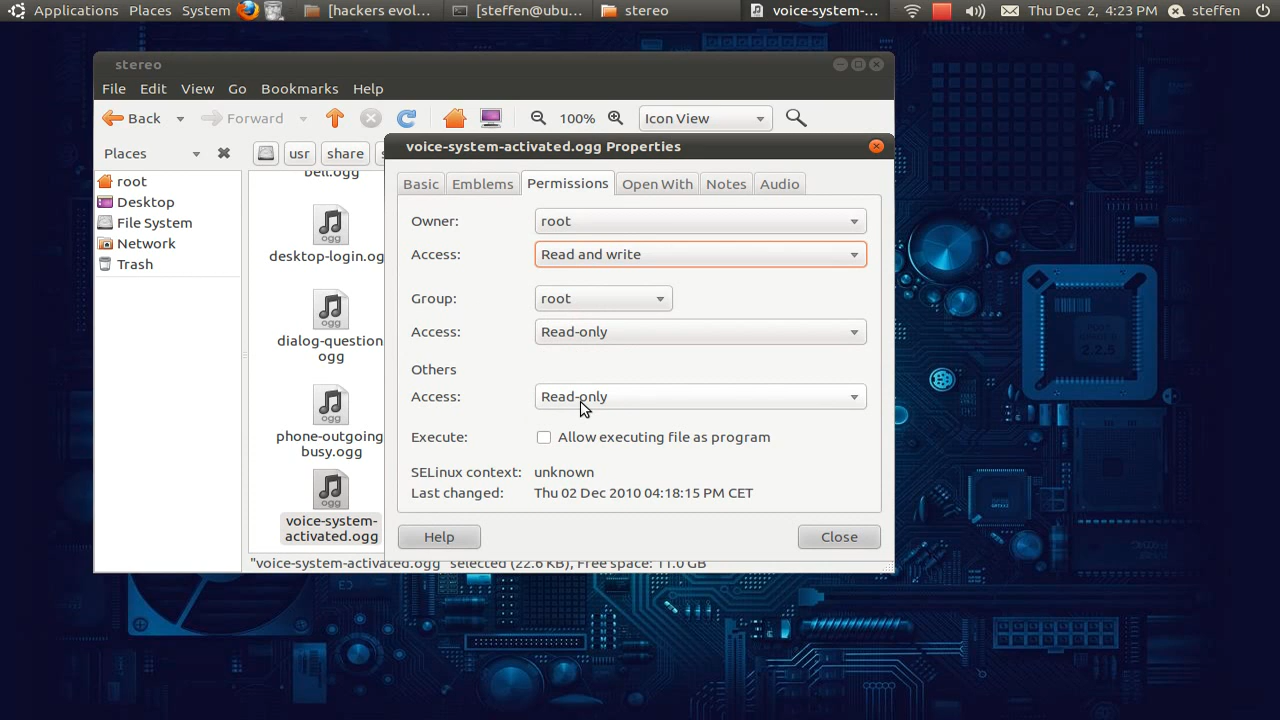 Applications Places System [hackers evol... [steffen@ubu... stereo voice-system-... Thu Dec 2, 4:23 PM steffen
stereo
File Edit View Go Bookmarks Help
Back Forward 100% Icon View
voice-system-activated.ogg Properties
Places usr share
Basic Emblems Permissions Open With Notes Audio
root
Desktop
File System
Network
Trash
bell.ogg
ogg
desktop-login.og
ogg
dialog-question
ogg
ogg
phone-outgoing
busy.ogg
ogg
voice-system-
activated.ogg
Owner: root
Access: Read and write
Group: root
Access: Read-only
Others
Access: Read-only
Execute: Allow executing file as program
SELinux context: unknown
Last changed: Thu 02 Dec 2010 04:18:15 PM CET
Help Close
"voice-system-activated.ogg" selected (22.6 KB), Free space: 11.0 GB